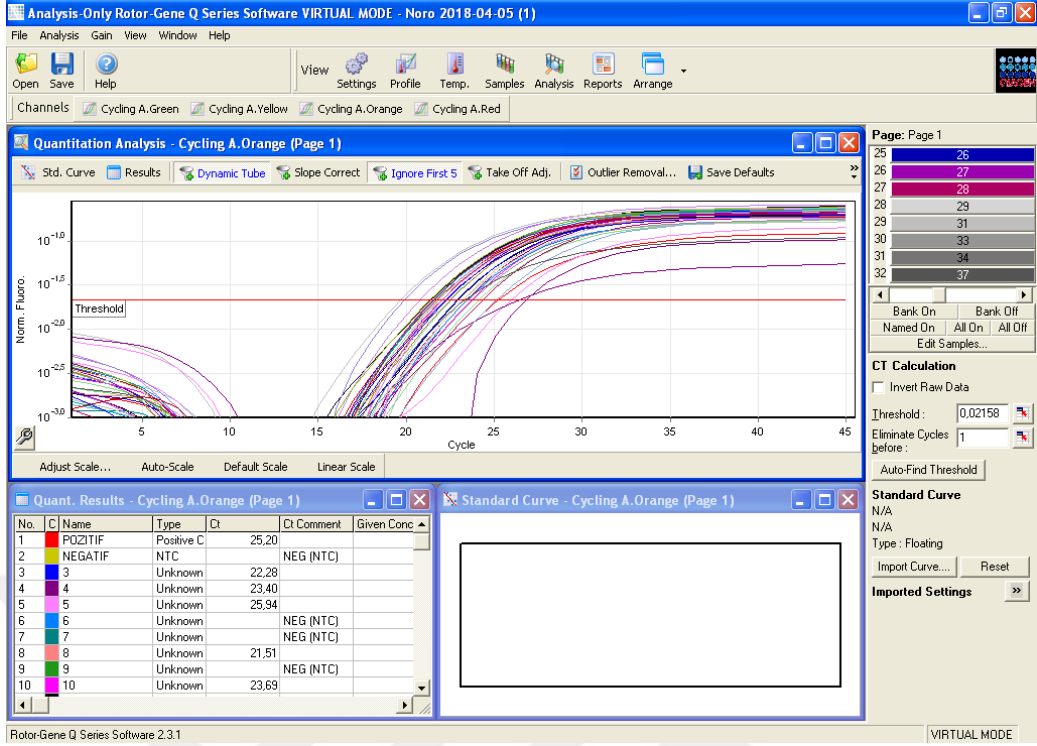 Analysis-Only Rotor-Gene Q Series Software VIRTUAL MODE - Noro 2018-04-05 (1)
File Analysis Gain View Window Help
Open Save Help View Settings Profile Temp. Samples Analysis Reports Arrange
QIAGEN
Channels Cycling A.Green Cycling A.Yellow Cycling A.Orange Cycling A.Red
Quantitation Analysis - Cycling A.Orange (Page 1)
Std. Curve Results Dynamic Tube Slope Correct Ignore First 5 Take Off Adj. Outlier Removal... Save Defaults
10^-1,0
10^-1,5
10^-2,0
10^-2,5
10^-3,0
Norm. Fluoro.
Threshold
5 10 15 20 25 30 35 40 45
Cycle
Adjust Scale... Auto-Scale Default Scale Linear Scale
Quant. Results - Cycling A.Orange (Page 1)
No. C Name Type Ct Ct Comment Given Conc
1 POZITIF Positive C 25,20
2 NEGATIF NTC NEG (NTC)
3 3 Unknown 22,28
4 4 Unknown 23,40
5 5 Unknown 25,94
6 6 Unknown NEG (NTC)
7 7 Unknown NEG (NTC)
8 8 Unknown 21,51
9 9 Unknown NEG (NTC)
10 10 Unknown 23,69
Standard Curve - Cycling A.Orange (Page 1)
Page: Page 1
25 26
26 27
27 28
28 29
29 31
30 33
31 34
32 37
Bank On Bank Off
Named On All On All Off
Edit Samples...
CT Calculation
Invert Raw Data
Threshold : 0,02158
Eliminate Cycles before : 1
Auto-Find Threshold
Standard Curve
N/A
N/A
Type : Floating
Import Curve.... Reset
Imported Settings
Rotor-Gene Q Series Software 2.3.1 VIRTUAL MODE